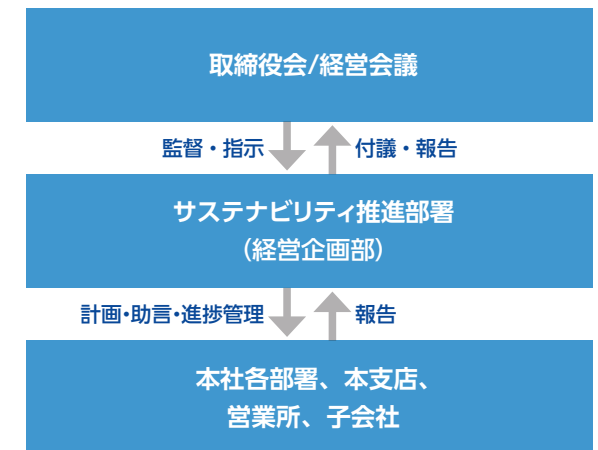 取締役会/経営会議
監督・指示 付議・報告
サステナビリティ推進部署
（経営企画部）
計画・助言・進捗管理 報告
本社各部署、本支店、
営業所、子会社